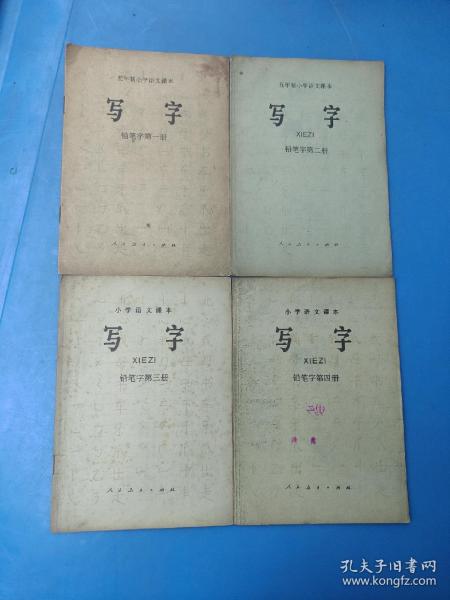 五年制小学语文课本
写字
铅笔字第一册
人民教育出版社
五年制小学语文课本
写字
XIEZI
铅笔字第二册
人民教育出版社
小学语文课本
写字
XIEZI
铅笔字第三册
人民教育出版社
小学语文课本
写字
XIEZI
铅笔字第四册
人民教育出版社
孔夫子旧书网
www.kongfz.com